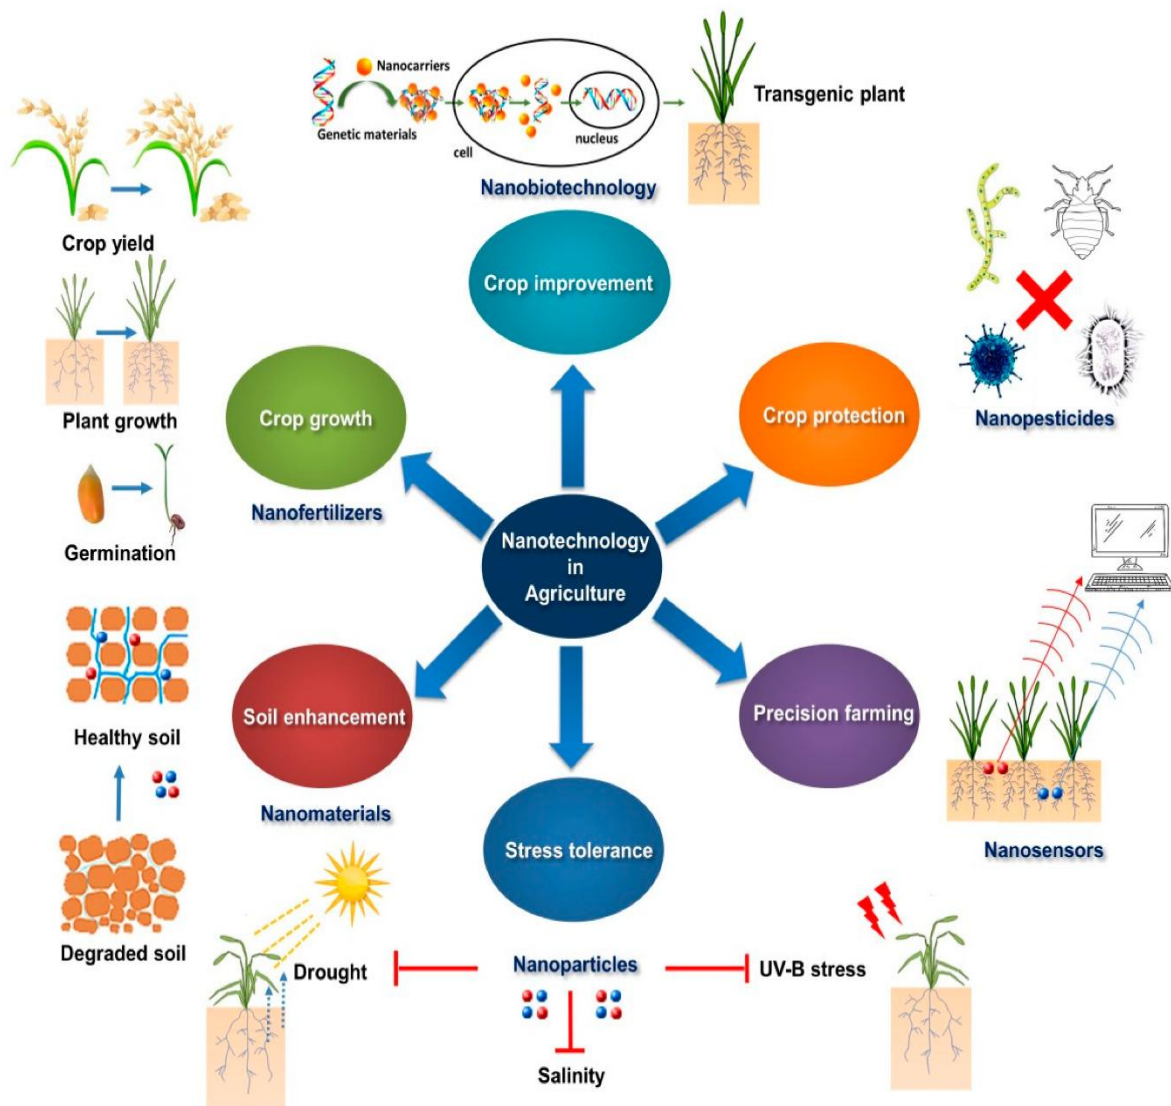 Nanocarriers
Genetic materials
cell
nucleus
Transgenic plant
Nanobiotechnology
Crop yield
Crop improvement
Plant growth
Crop growth
Crop protection
Nanopesticides
Germination
Nanofertilizers
Nanotechnology
in
Agriculture
Healthy soil
Soil enhancement
Precision farming
Nanomaterials
Nanosensors
Stress tolerance
Degraded soil
Drought
Nanoparticles
UV-B stress
Salinity